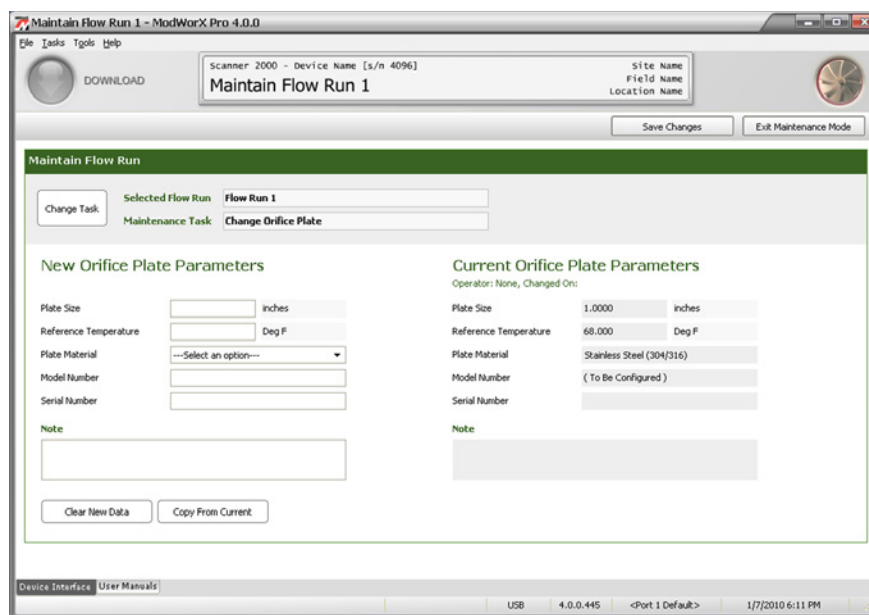 Maintain Flow Run 1 - ModWorX Pro 4.0.0
File Tasks Tools Help
DOWNLOAD
Scanner 2000 - Device Name [s/n 4096]
Maintain Flow Run 1
Site Name
Field Name
Location Name
Save Changes
Exit Maintenance Mode
Maintain Flow Run
Change Task
Selected Flow Run Flow Run 1
Maintenance Task Change Orifice Plate
New Orifice Plate Parameters
Plate Size inches
Reference Temperature Deg F
Plate Material ---Select an option---
Model Number
Serial Number
Note
Clear New Data
Copy From Current
Current Orifice Plate Parameters
Operator: None, Changed On:
Plate Size 1.0000 inches
Reference Temperature 68.000 Deg F
Plate Material Stainless Steel (304/316)
Model Number ( To Be Configured )
Serial Number
Note
Device Interface User Manuals
USB 4.0.0.445 <Port 1 Default> 1/7/2010 6:11 PM